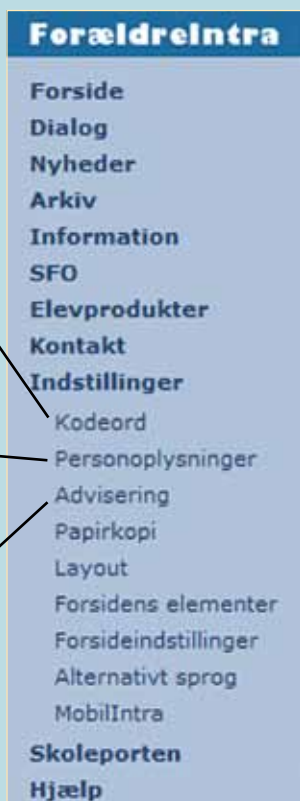 ForældreIntra
Forside
Dialog
Nyheder
Arkiv
Information
SFO
Elevprodukter
Kontakt
Indstillinger
Kodeord
Personoplysninger
Advisering
Papirkopi
Layout
Forsidens elementer
Forsideindstillinger
Alternativt sprog
MobilIntra
Skoleporten
Hjælp